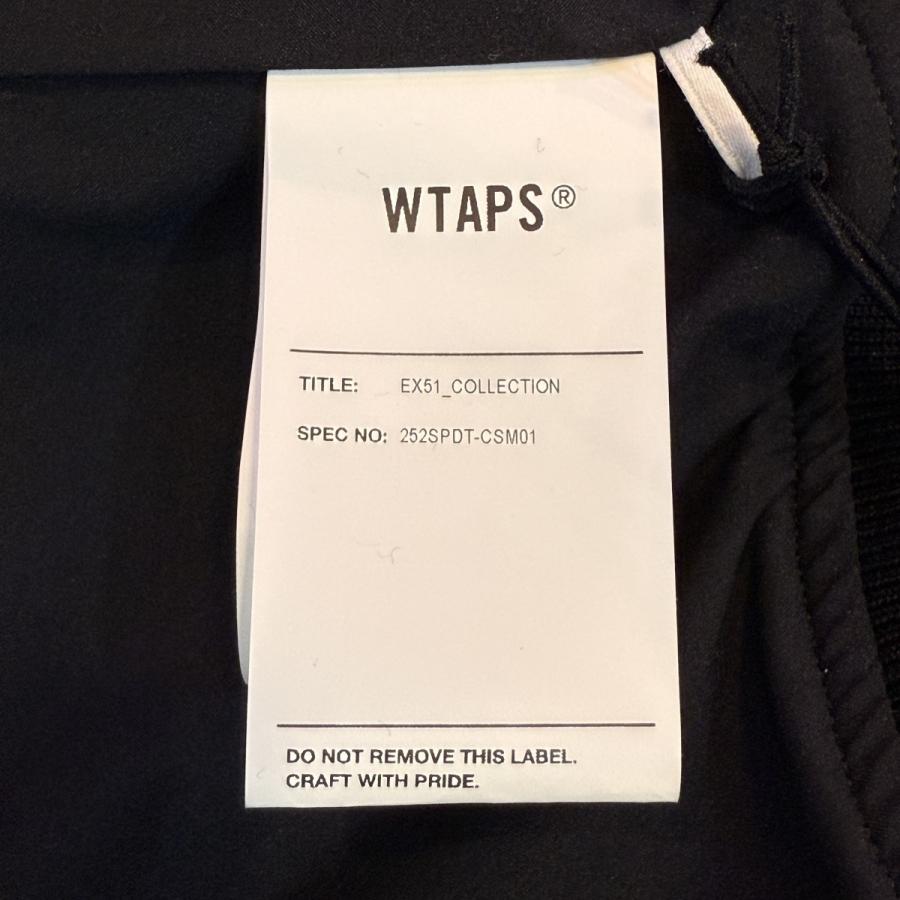 WTAPS®
TITLE: EX51_COLLECTION
SPEC NO: 252SPDT-CSM01
DO NOT REMOVE THIS LABEL.
CRAFT WITH PRIDE.